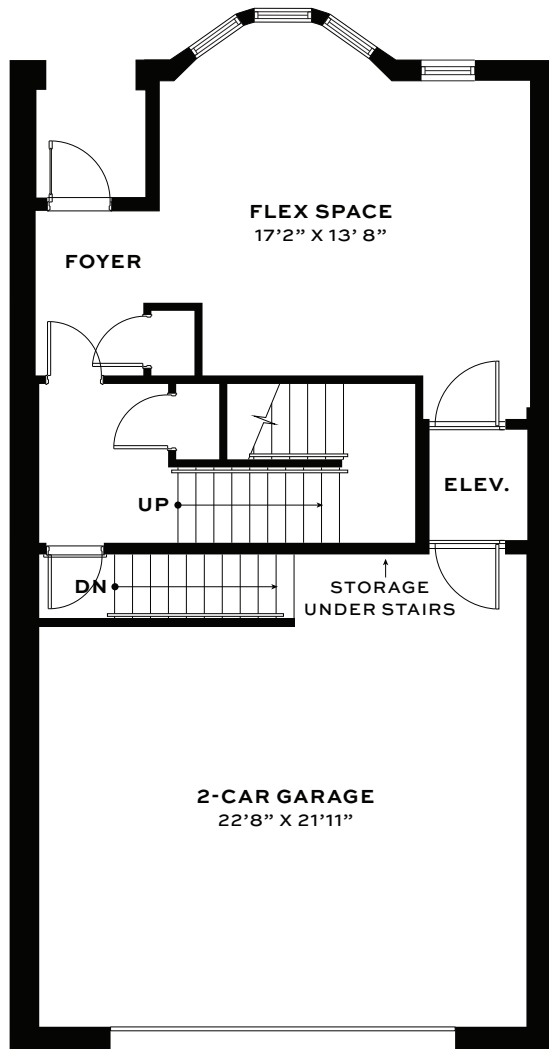 FLEX SPACE
17’2” X 13’ 8”
FOYER
ELEV.
UP
DN
STORAGE
UNDER STAIRS
2-CAR GARAGE
22’8” X 21’11”